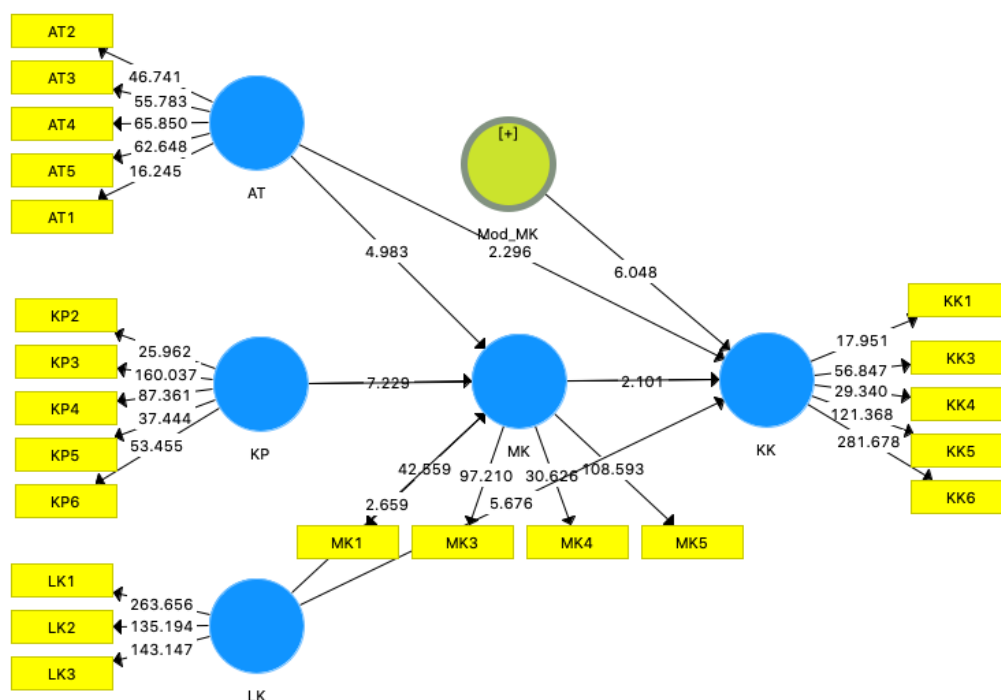 AT2
AT3
AT4
AT5
AT1
46.741
55.783
65.850
62.648
16.245
AT
[+]
Mod_MK
2.296
4.983
6.048
KP2
KP3
KP4
KP5
KP6
25.962
160.037
87.361
37.444
53.455
KP
7.229
MK
2.101
KK
KK1
KK3
KK4
KK5
KK6
17.951
56.847
29.340
121.368
281.678
42.559
97.210
30.626
108.593
2.659
5.676
MK1
MK3
MK4
MK5
LK1
LK2
LK3
263.656
135.194
143.147
LK